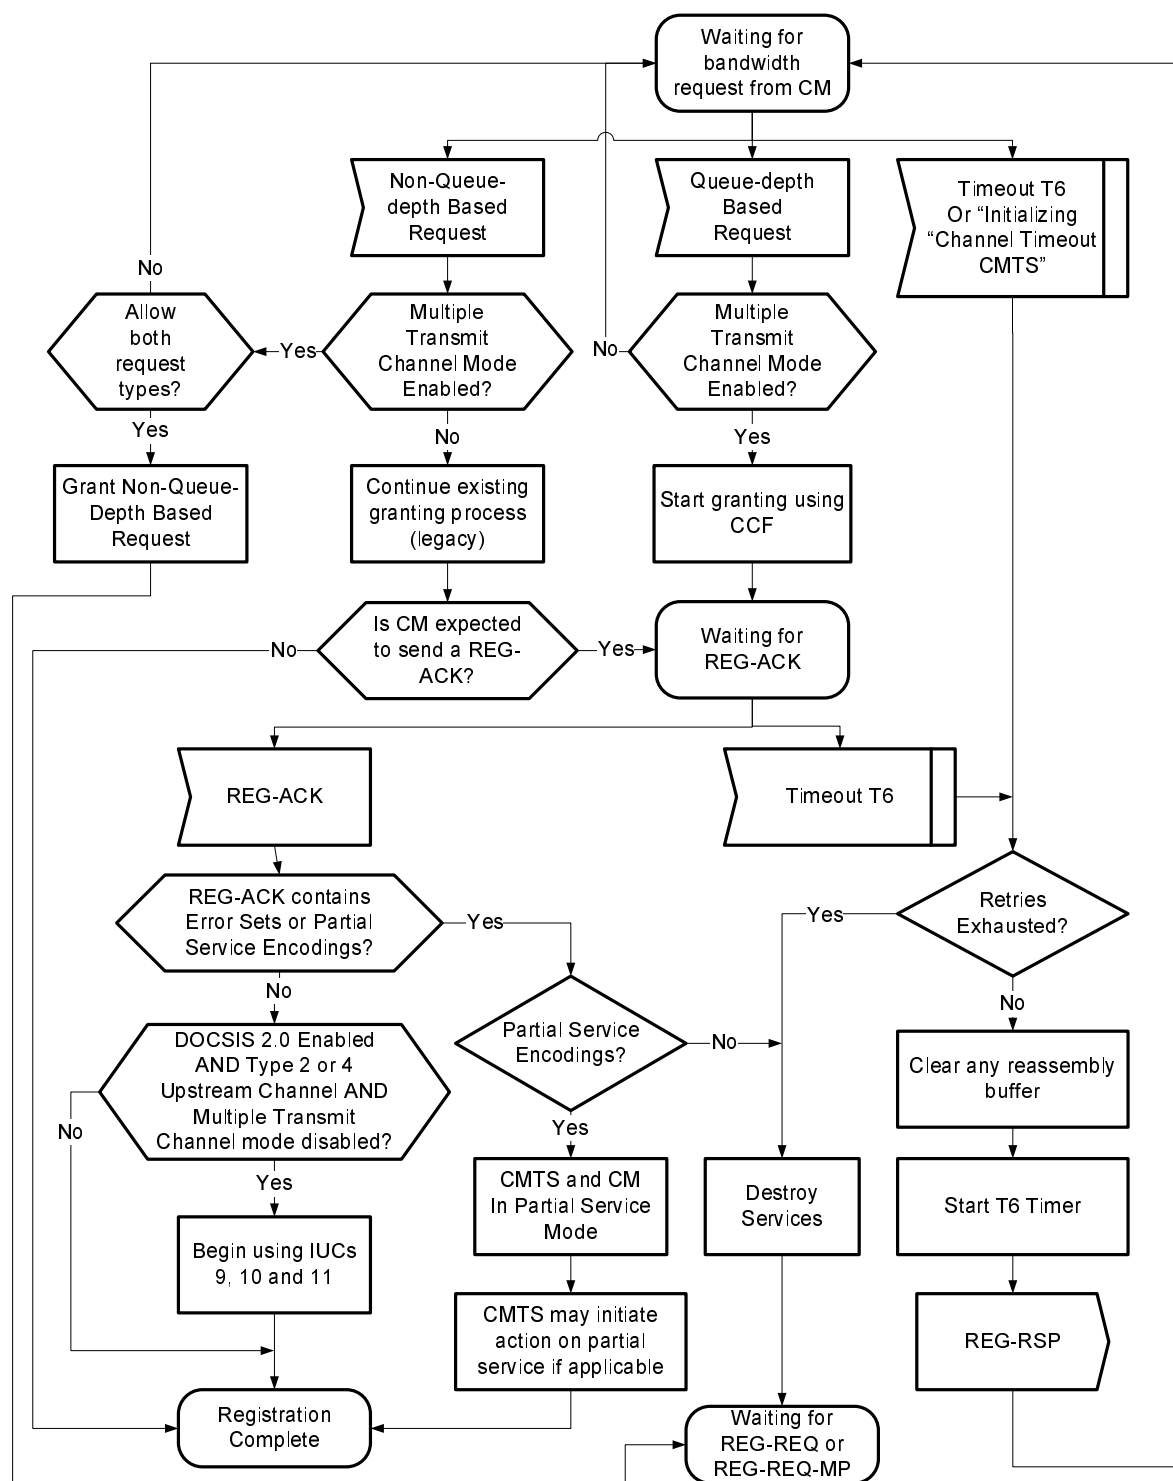 Waiting for
bandwidth
request from CM
Non-Queue-
depth Based
Request
Queue-depth
Based
Request
Timeout T6
Or “Initializing
“Channel Timeout
CMTS”
No
Allow
both
request
types?
Yes
Multiple
Transmit
Channel Mode
Enabled?
No
Multiple
Transmit
Channel Mode
Enabled?
Yes
No
Yes
Grant Non-Queue-
Depth Based
Request
Continue existing
granting process
(legacy)
Start granting using
CCF
No
Is CM expected
to send a REG-
ACK?
Yes
Waiting for
REG-ACK
REG-ACK
Timeout T6
REG-ACK contains
Error Sets or Partial
Service Encodings?
Yes
Yes
Retries
Exhausted?
No
No
DOCSIS 2.0 Enabled
AND Type 2 or 4
Upstream Channel AND
Multiple Transmit
Channel mode disabled?
Partial Service
Encodings?
No
Clear any reassembly
buffer
No
Yes
Yes
CMTS and CM
In Partial Service
Mode
Destroy
Services
Start T6 Timer
Begin using IUCs
9, 10 and 11
CMTS may initiate
action on partial
service if applicable
REG-RSP
Registration
Complete
Waiting for
REG-REQ or
REG-REQ-MP